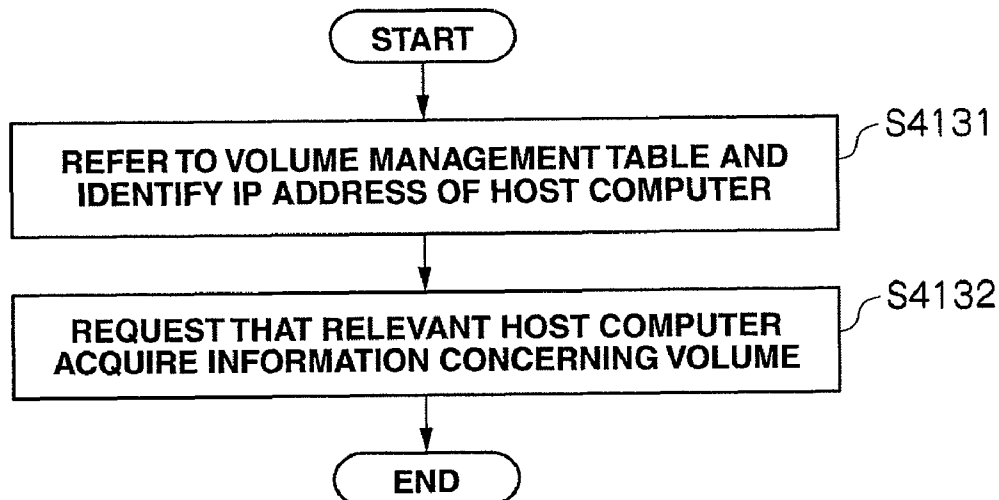 START
REFER TO VOLUME MANAGEMENT TABLE AND
IDENTIFY IP ADDRESS OF HOST COMPUTER
S4131
REQUEST THAT RELEVANT HOST COMPUTER
ACQUIRE INFORMATION CONCERNING VOLUME
S4132
END